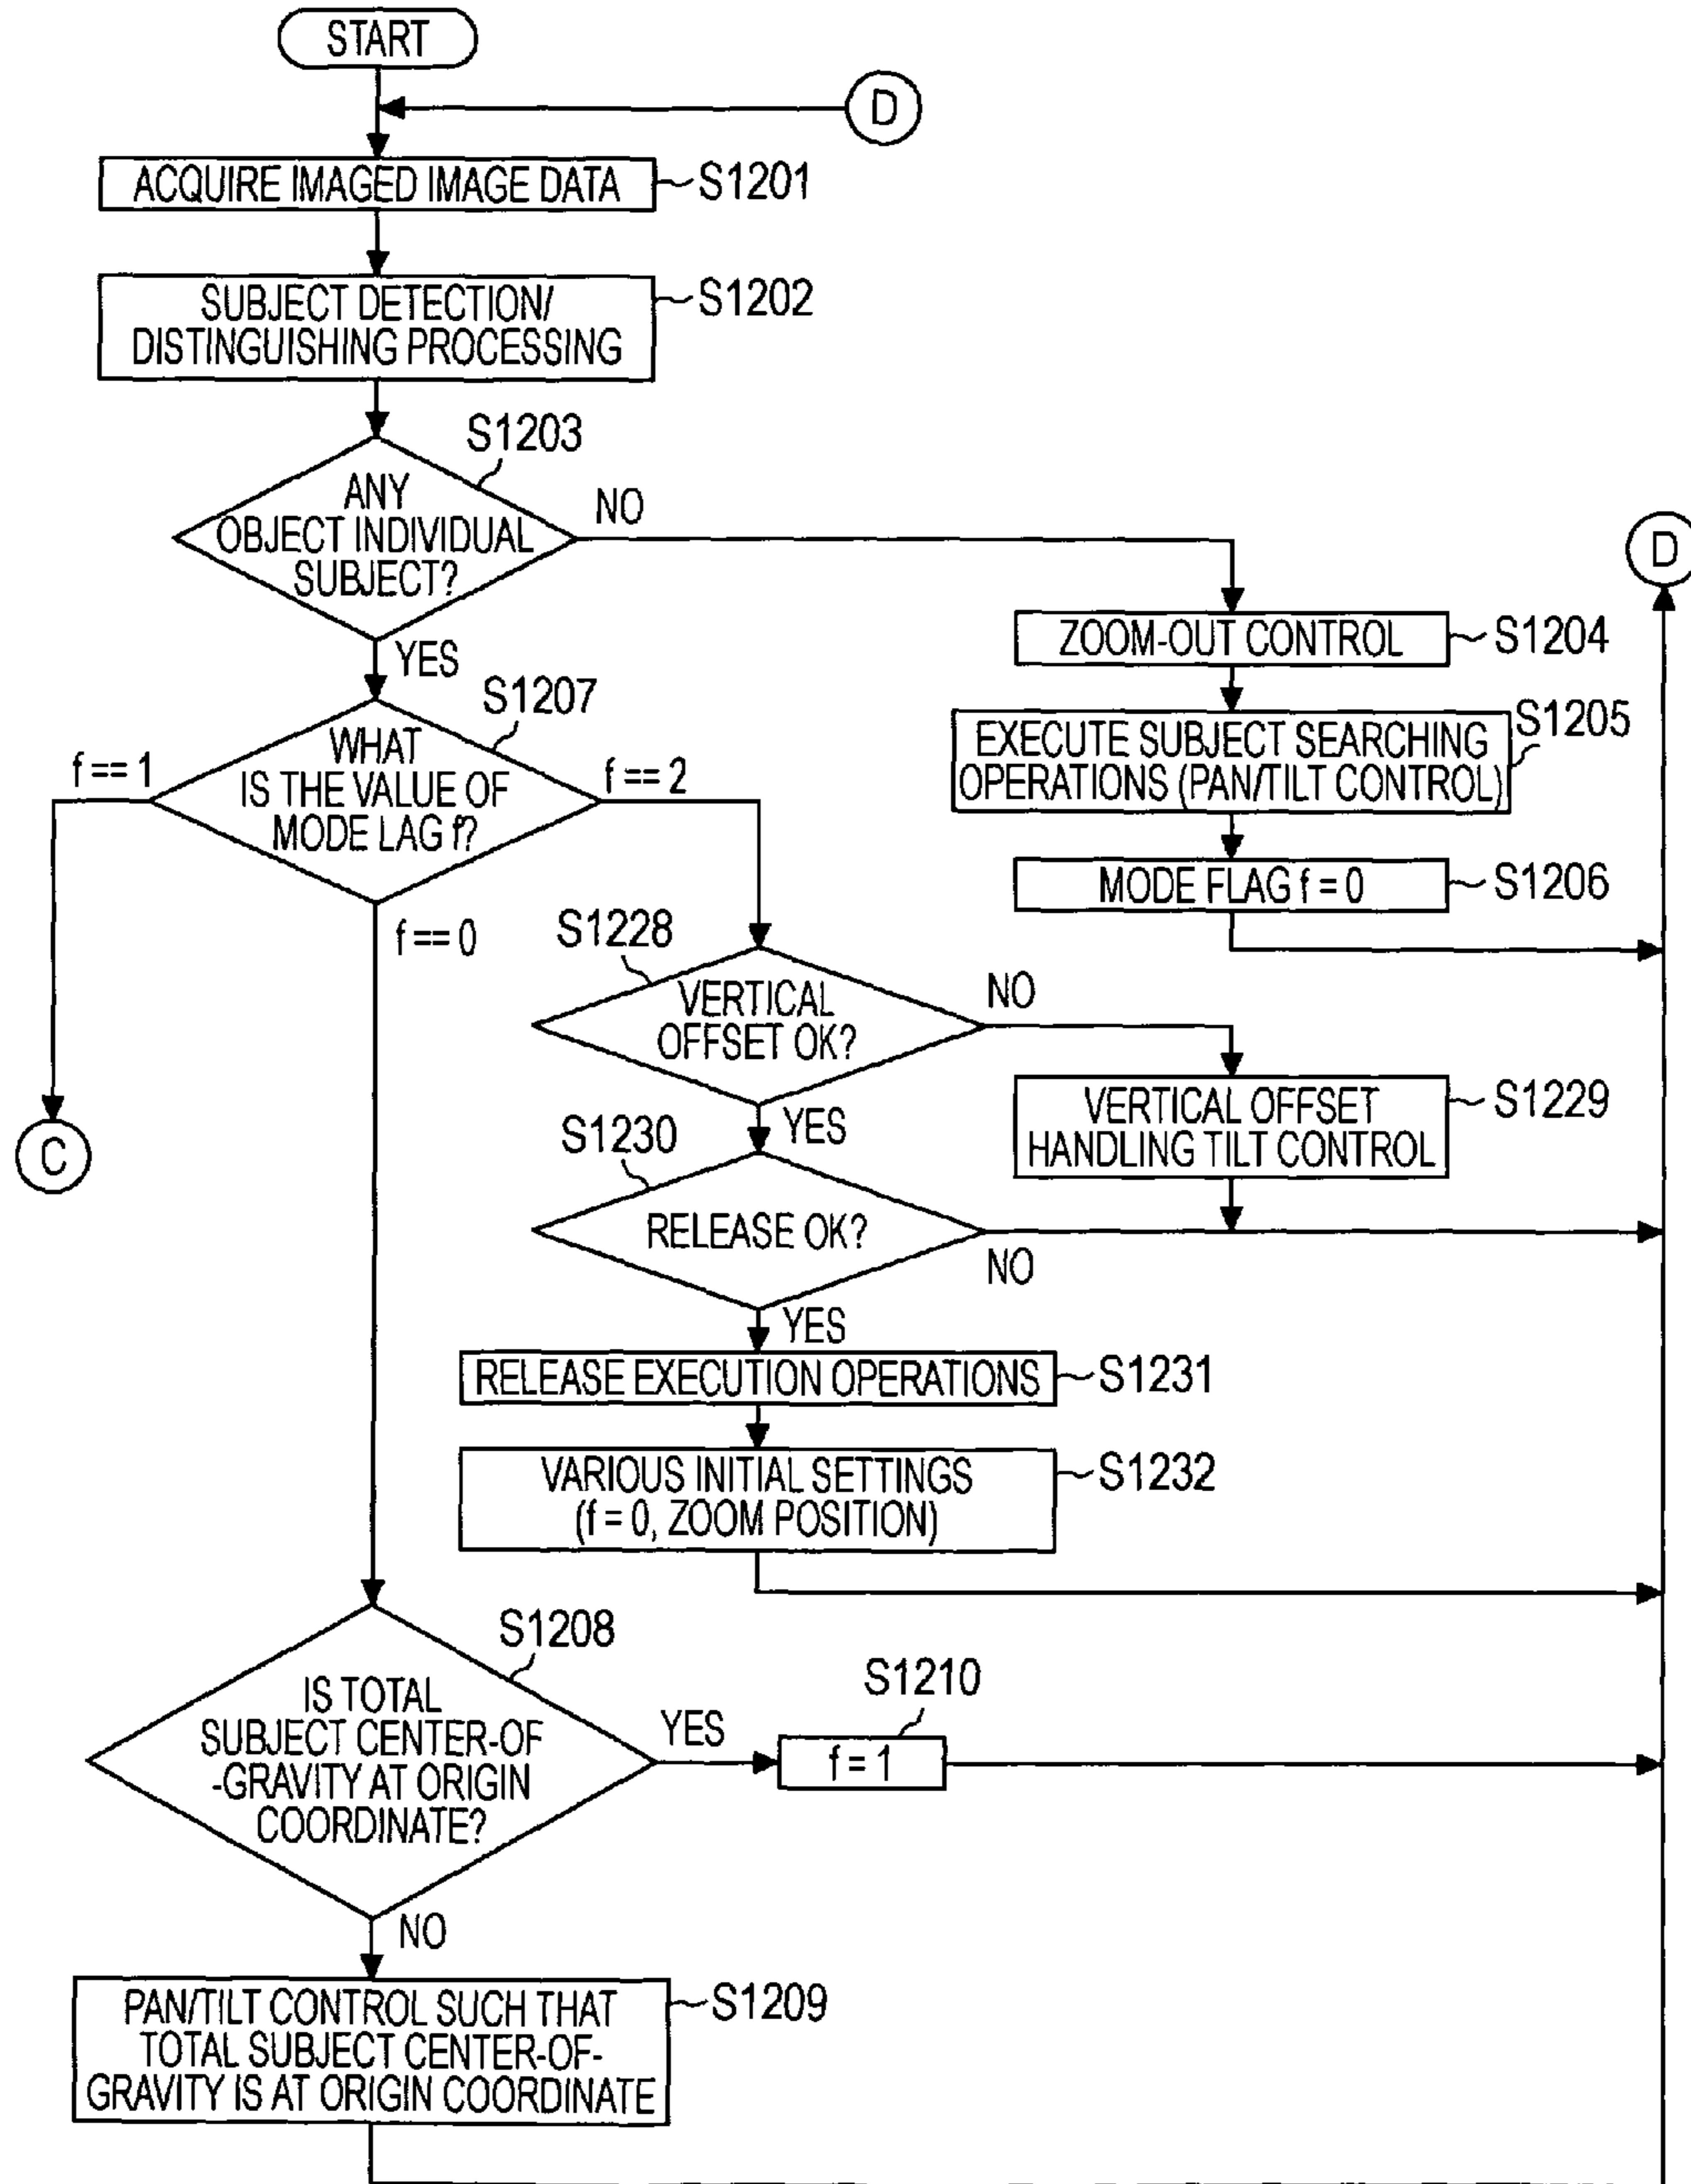 START
D
ACQUIRE IMAGED IMAGE DATA
S1201
SUBJECT DETECTION/
DISTINGUISHING PROCESSING
S1202
S1203
ANY
OBJECT INDIVIDUAL
SUBJECT?
NO
YES
D
ZOOM-OUT CONTROL
S1204
EXECUTE SUBJECT SEARCHING
OPERATIONS (PAN/TILT CONTROL)
S1205
MODE FLAG f = 0
S1206
S1207
WHAT
IS THE VALUE OF
MODE LAG f?
f == 1
f == 2
f == 0
C
S1228
VERTICAL
OFFSET OK?
NO
YES
VERTICAL OFFSET
HANDLING TILT CONTROL
S1229
S1230
RELEASE OK?
NO
YES
RELEASE EXECUTION OPERATIONS
S1231
VARIOUS INITIAL SETTINGS
(f = 0, ZOOM POSITION)
S1232
S1208
IS TOTAL
SUBJECT CENTER-OF
-GRAVITY AT ORIGIN
COORDINATE?
YES
S1210
f = 1
NO
PAN/TILT CONTROL SUCH THAT
TOTAL SUBJECT CENTER-OF-
GRAVITY IS AT ORIGIN COORDINATE
S1209